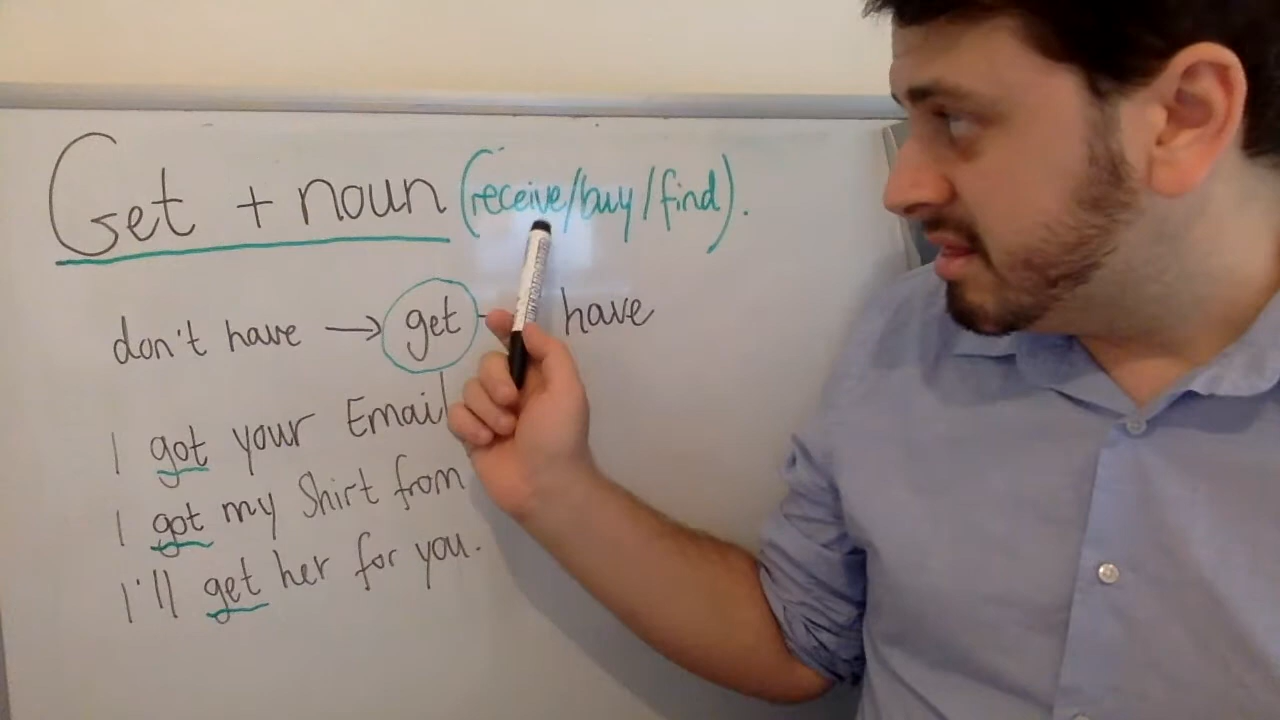 Get + noun (receive/buy/find).
don't have → get - have
I got your Email
I got my Shirt from
I'll get her for you.